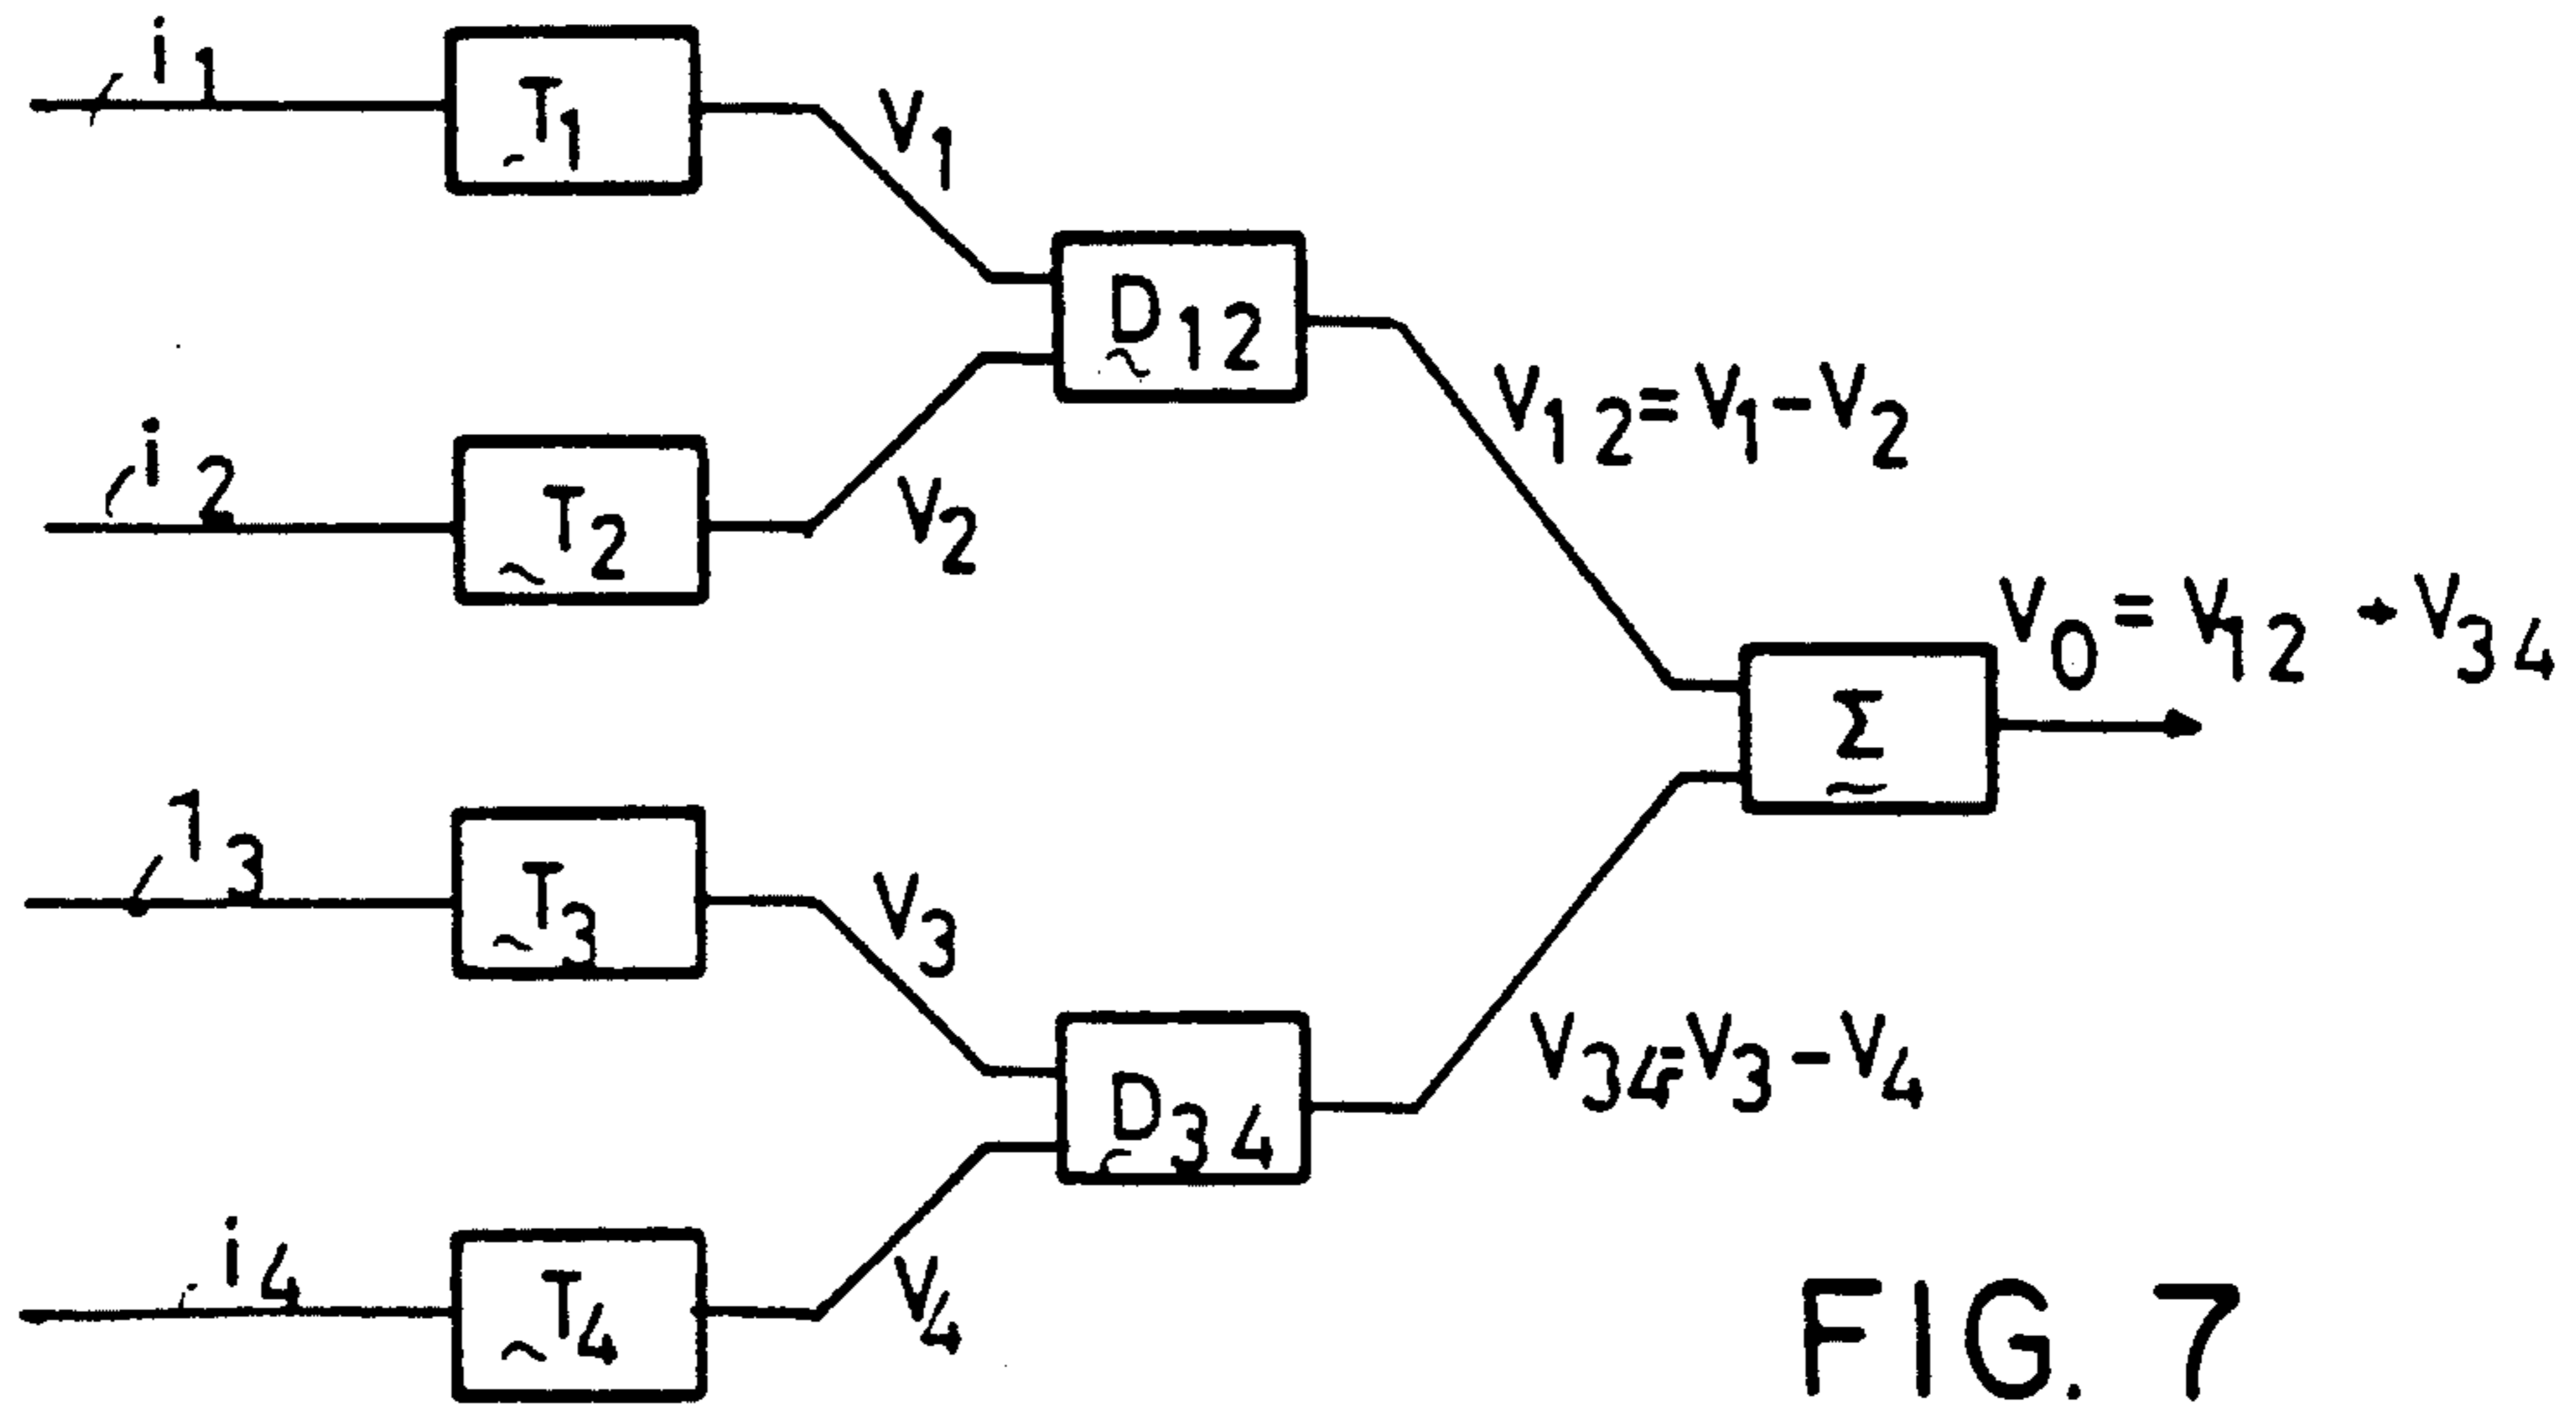 i1
T1
V1
D12
i2
T2
V2
V12=V1-V2
V0=V12+V34
Σ
13
T3
V3
D34
V34=V3-V4
i4
T4
V4
FIG. 7